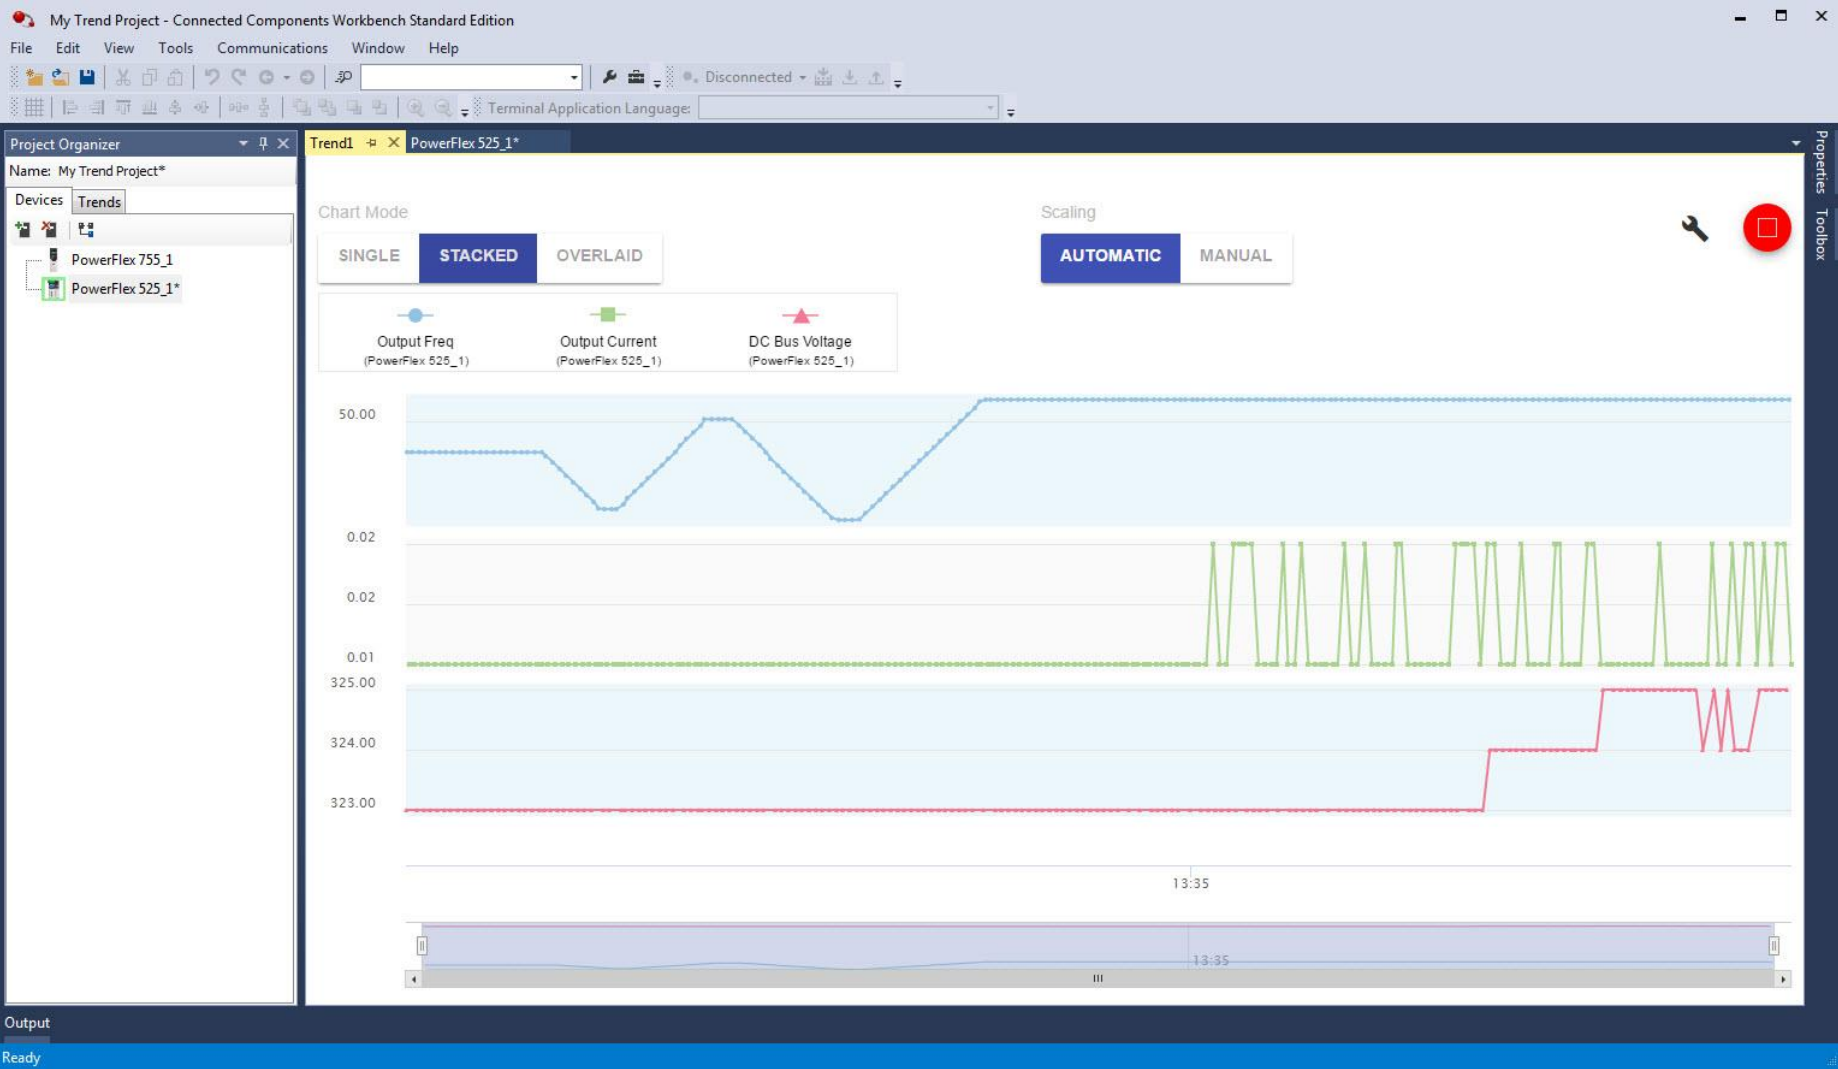 My Trend Project - Connected Components Workbench Standard Edition
File Edit View Tools Communications Window Help
Disconnected
Terminal Application Language:
Project Organizer
Name: My Trend Project*
Devices Trends
PowerFlex 755_1
PowerFlex 525_1*
Trend1 PowerFlex 525_1*
Properties
Toolbox
Chart Mode
SINGLE STACKED OVERLAID
Scaling
AUTOMATIC MANUAL
Output Freq
(PowerFlex 525_1)
Output Current
(PowerFlex 525_1)
DC Bus Voltage
(PowerFlex 525_1)
50.00
0.02
0.02
0.01
325.00
324.00
323.00
13:35
13:35
Output
Ready